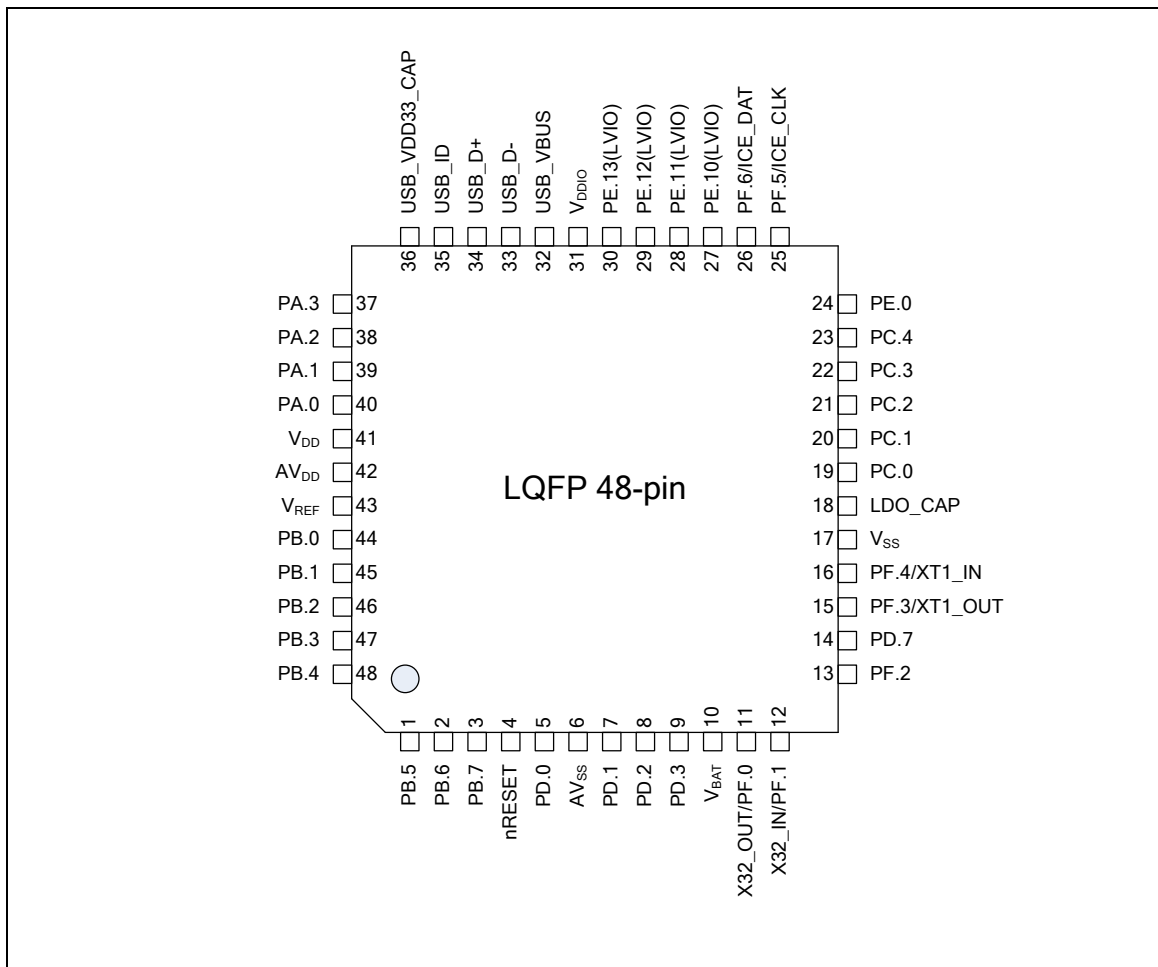 USB_VDD33_CAP
USB_ID
USB_D+
USB_D-
USB_VBUS
VDDIO
PE.13(LVIO)
PE.12(LVIO)
PE.11(LVIO)
PE.10(LVIO)
PF.6/ICE_DAT
PF.5/ICE_CLK
36 35 34 33 32 31 30 29 28 27 26 25
PA.3 37
PA.2 38
PA.1 39
PA.0 40
VDD 41
AVDD 42
VREF 43
PB.0 44
PB.1 45
PB.2 46
PB.3 47
PB.4 48
LQFP 48-pin
24 PE.0
23 PC.4
22 PC.3
21 PC.2
20 PC.1
19 PC.0
18 LDO_CAP
17 VSS
16 PF.4/XT1_IN
15 PF.3/XT1_OUT
14 PD.7
13 PF.2
1 2 3 4 5 6 7 8 9 10 11 12
PB.5
PB.6
PB.7
nRESET
PD.0
AVSS
PD.1
PD.2
PD.3
VBAT
X32_OUT/PF.0
X32_IN/PF.1